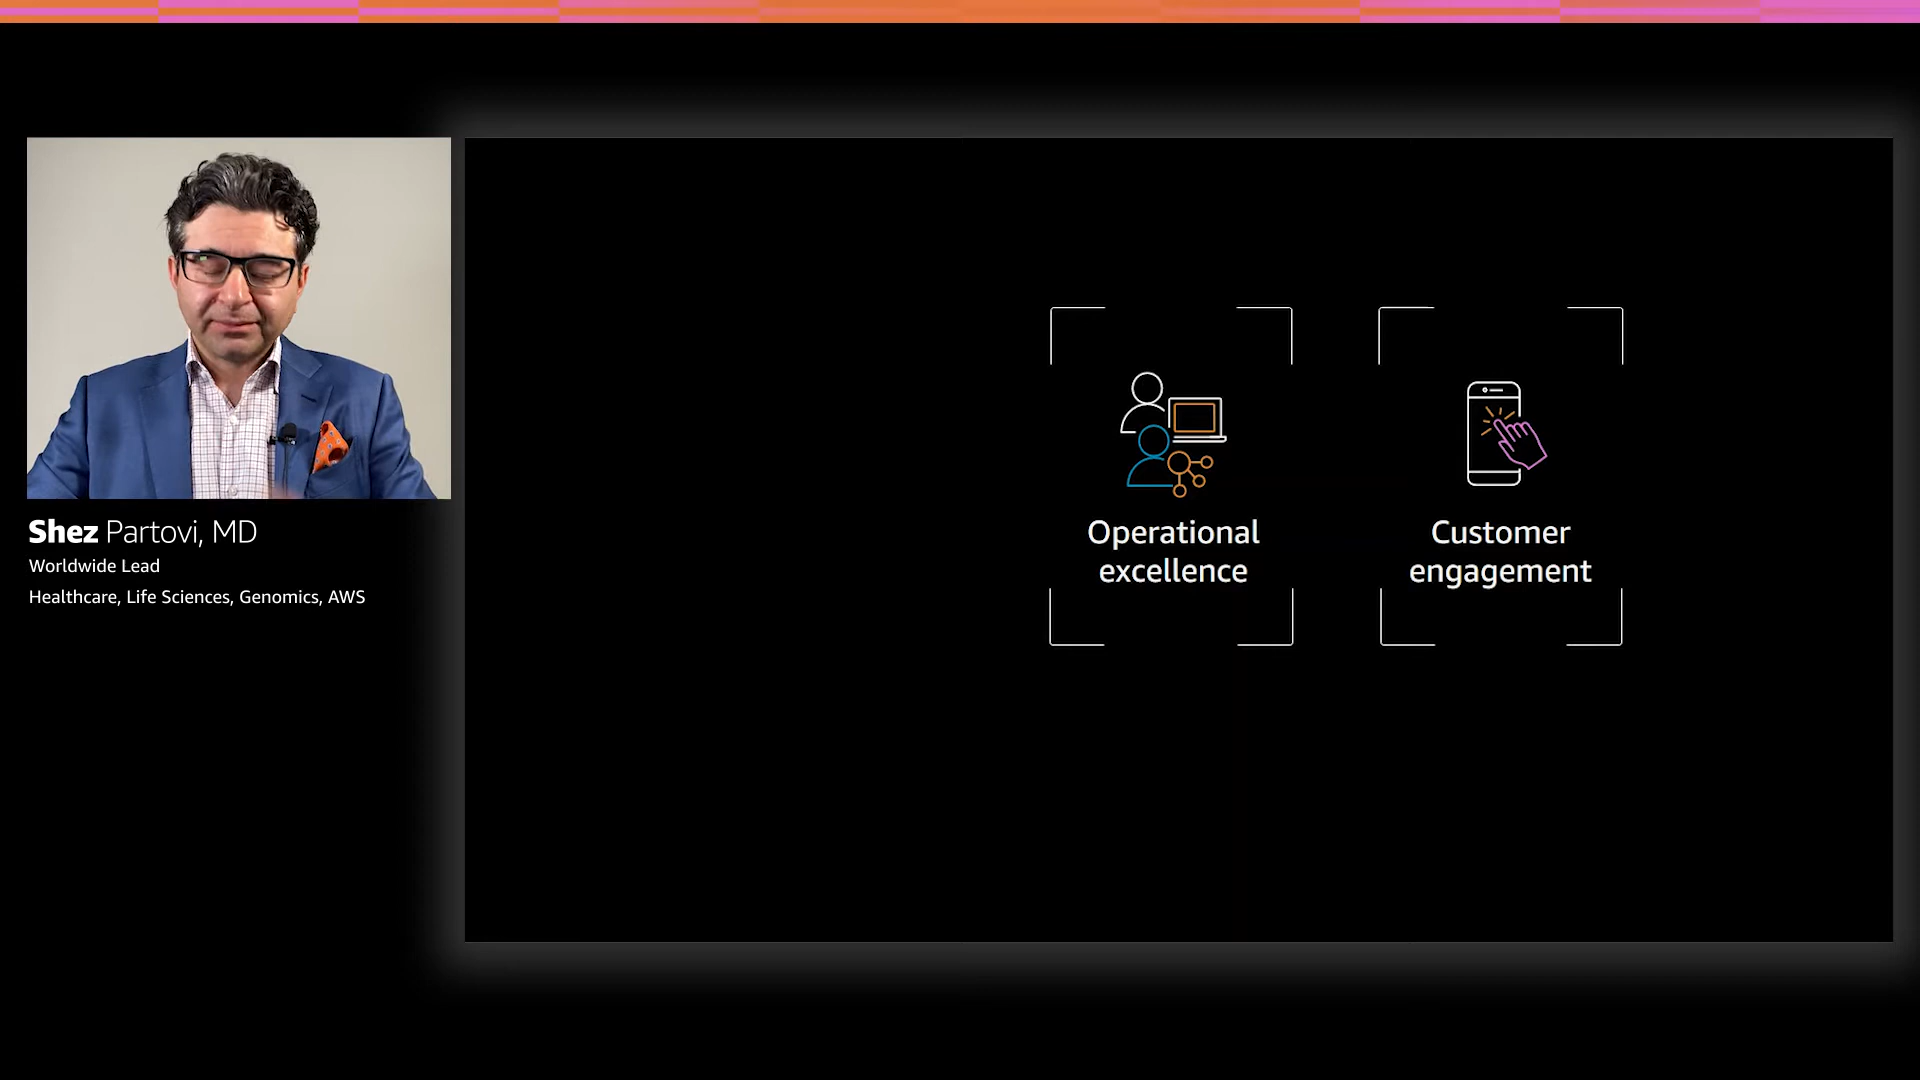 Shez Partovi, MD
Worldwide Lead
Healthcare, Life Sciences, Genomics, AWS
Operational
excellence
Customer
engagement